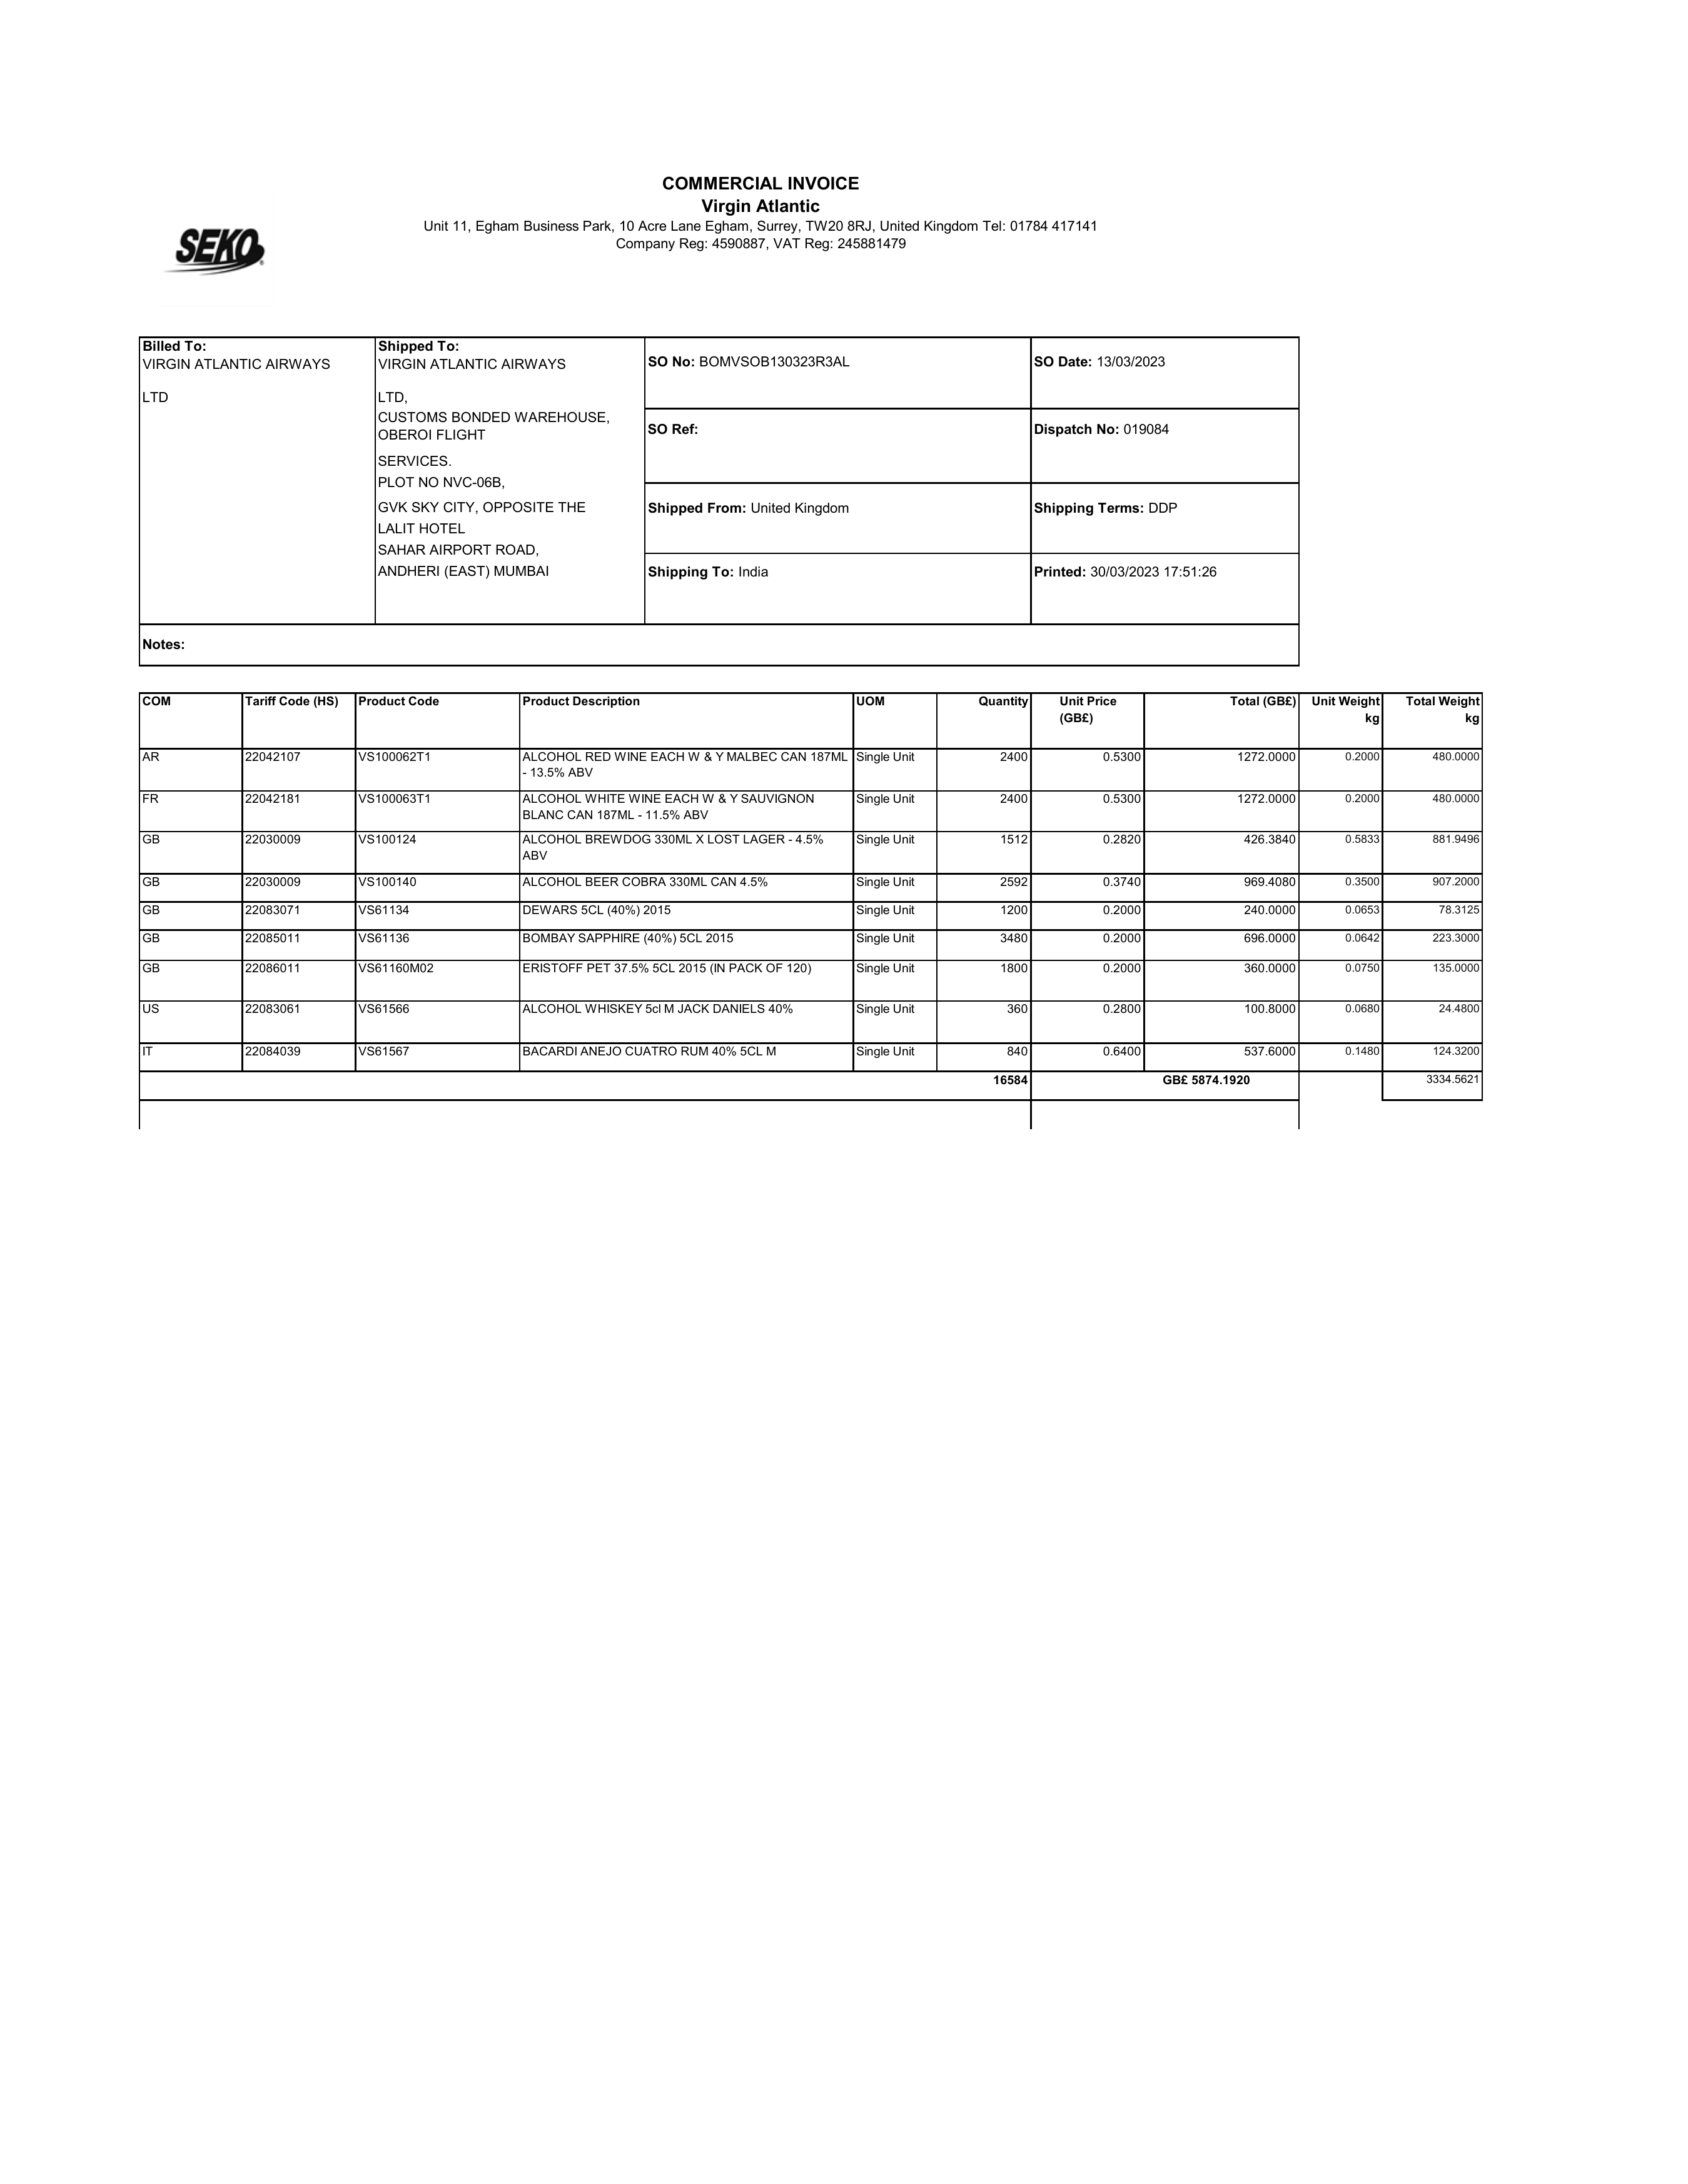 COMMERCIAL INVOICE
Virgin Atlantic
Unit 11, Egham Business Park, 10 Acre Lane Egham, Surrey, TW20 8RJ, United Kingdom Tel: 01784 417141
Company Reg: 4590887, VAT Reg: 245881479
SEKO®
Billed To:
VIRGIN ATLANTIC AIRWAYS
LTD
Shipped To:
VIRGIN ATLANTIC AIRWAYS
LTD,
CUSTOMS BONDED WAREHOUSE,
OBEROI FLIGHT
SERVICES.
PLOT NO NVC-06B,
GVK SKY CITY, OPPOSITE THE
LALIT HOTEL
SAHAR AIRPORT ROAD,
ANDHERI (EAST) MUMBAI
SO No: BOMVSOB130323R3AL
SO Date: 13/03/2023
SO Ref:
Dispatch No: 019084
Shipped From: United Kingdom
Shipping Terms: DDP
Shipping To: India
Printed: 30/03/2023 17:51:26
Notes:
COM Tariff Code (HS) Product Code Product Description UOM Quantity Unit Price (GB£) Total (GB£) Unit Weight kg Total Weight kg
AR 22042107 VS100062T1 ALCOHOL RED WINE EACH W & Y MALBEC CAN 187ML Single Unit 2400 0.5300 1272.0000 0.2000 480.0000
- 13.5% ABV
FR 22042181 VS100063T1 ALCOHOL WHITE WINE EACH W & Y SAUVIGNON Single Unit 2400 0.5300 1272.0000 0.2000 480.0000
BLANC CAN 187ML - 11.5% ABV
GB 22030009 VS100124 ALCOHOL BREWDOG 330ML X LOST LAGER - 4.5% Single Unit 1512 0.2820 426.3840 0.5833 881.9496
ABV
GB 22030009 VS100140 ALCOHOL BEER COBRA 330ML CAN 4.5% Single Unit 2592 0.3740 969.4080 0.3500 907.2000
GB 22083071 VS61134 DEWARS 5CL (40%) 2015 Single Unit 1200 0.2000 240.0000 0.0653 78.3125
GB 22085011 VS61136 BOMBAY SAPPHIRE (40%) 5CL 2015 Single Unit 3480 0.2000 696.0000 0.0642 223.3000
GB 22086011 VS61160M02 ERISTOFF PET 37.5% 5CL 2015 (IN PACK OF 120) Single Unit 1800 0.2000 360.0000 0.0750 135.0000
US 22083061 VS61566 ALCOHOL WHISKEY 5cl M JACK DANIELS 40% Single Unit 360 0.2800 100.8000 0.0680 24.4800
IT 22084039 VS61567 BACARDI ANEJO CUATRO RUM 40% 5CL M Single Unit 840 0.6400 537.6000 0.1480 124.3200
16584 GB£ 5874.1920 3334.5621